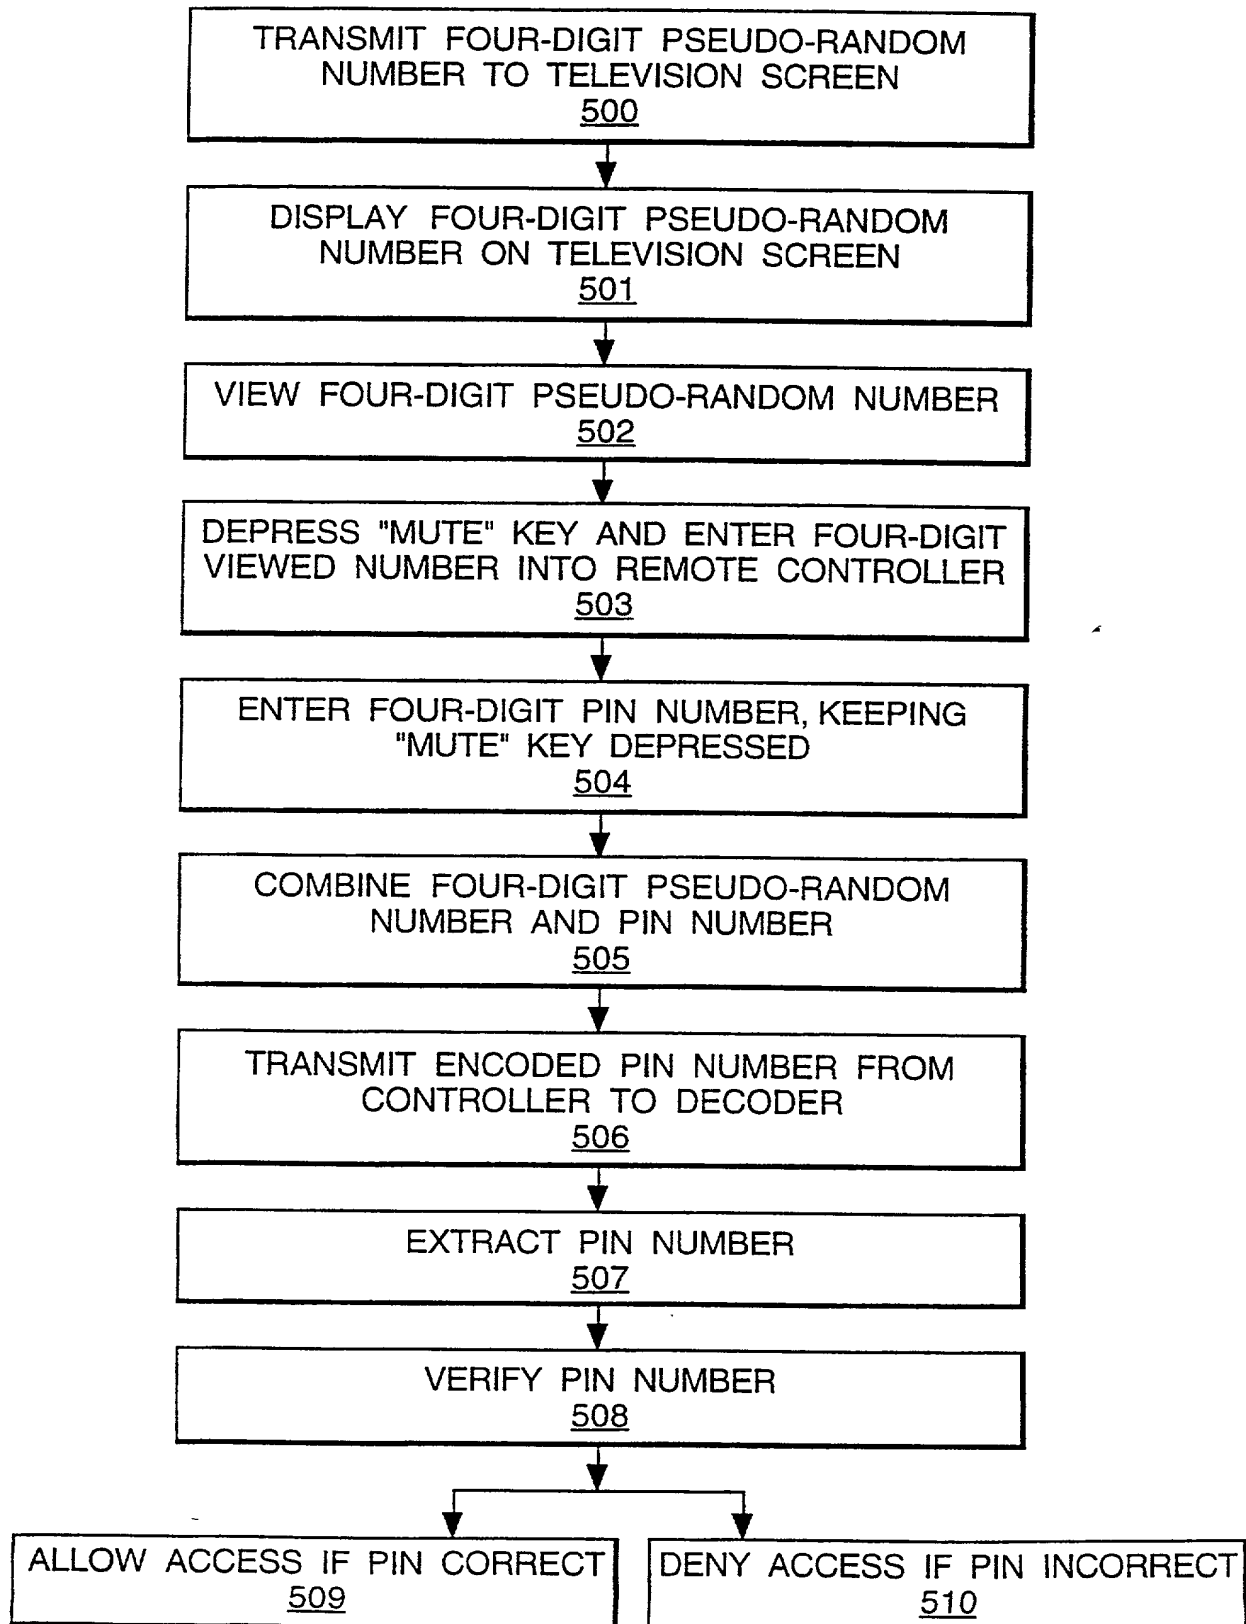 TRANSMIT FOUR-DIGIT PSEUDO-RANDOM
NUMBER TO TELEVISION SCREEN
500
DISPLAY FOUR-DIGIT PSEUDO-RANDOM
NUMBER ON TELEVISION SCREEN
501
VIEW FOUR-DIGIT PSEUDO-RANDOM NUMBER
502
DEPRESS "MUTE" KEY AND ENTER FOUR-DIGIT
VIEWED NUMBER INTO REMOTE CONTROLLER
503
ENTER FOUR-DIGIT PIN NUMBER, KEEPING
"MUTE" KEY DEPRESSED
504
COMBINE FOUR-DIGIT PSEUDO-RANDOM
NUMBER AND PIN NUMBER
505
TRANSMIT ENCODED PIN NUMBER FROM
CONTROLLER TO DECODER
506
EXTRACT PIN NUMBER
507
VERIFY PIN NUMBER
508
ALLOW ACCESS IF PIN CORRECT
509
DENY ACCESS IF PIN INCORRECT
510